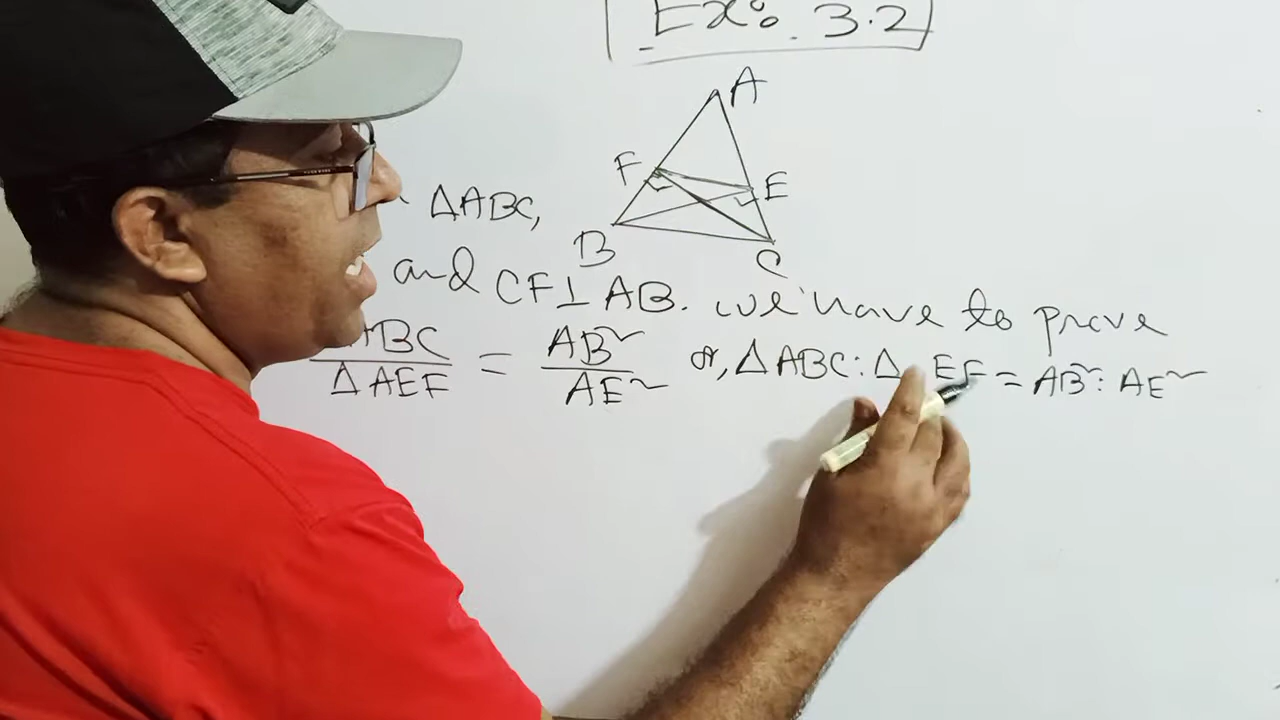 Ex: 3.2
A
F
E
B
C
ΔABC,
and CF⊥AB. we have to prove
ABC/ΔAEF = AB²/AE² or, ΔABC:Δ EF = AB²:AE²